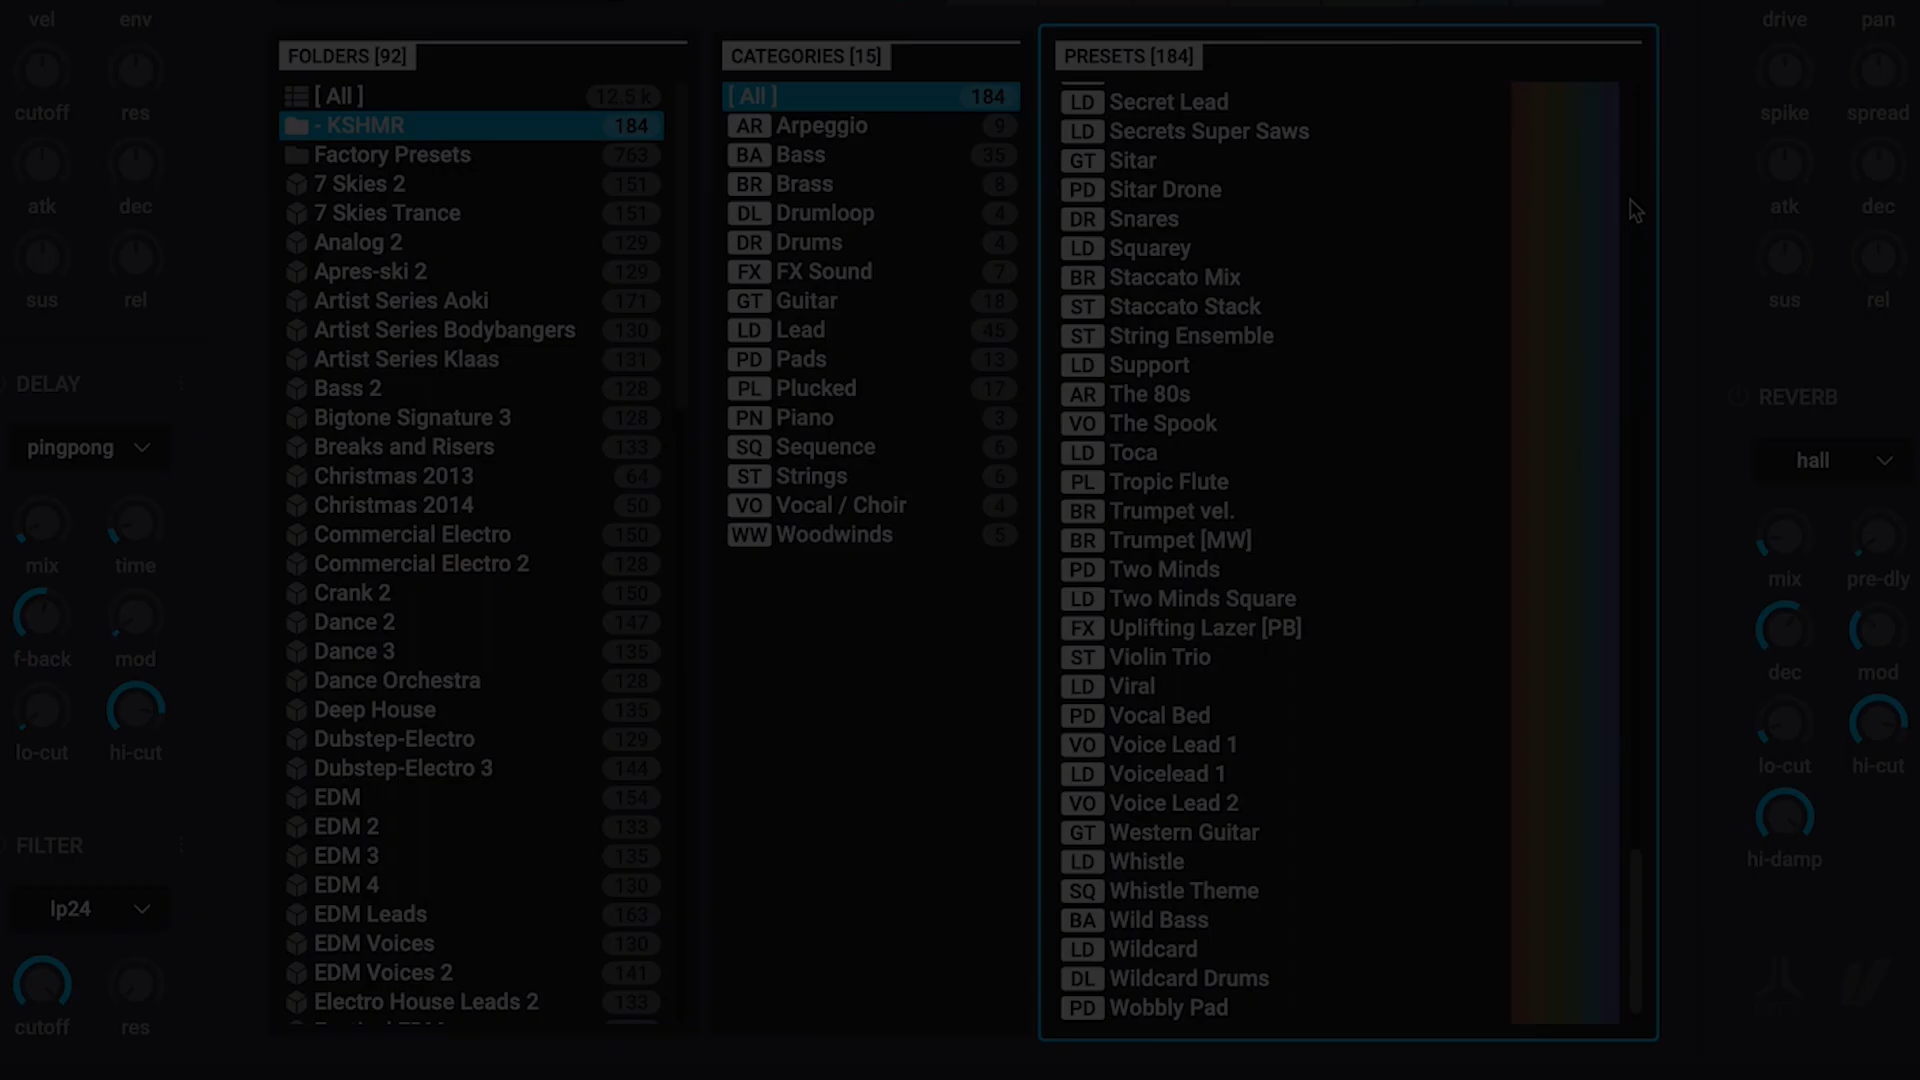 vel env
cutoff res
atk dec
sus rel
DELAY
pingpong
mix time
f-back mod
lo-cut hi-cut
FILTER
lp24
cutoff res
FOLDERS [92]
[ All ] 12.5 k
- KSHMR 184
Factory Presets 763
7 Skies 2 151
7 Skies Trance 151
Analog 2 129
Apres-ski 2 129
Artist Series Aoki 171
Artist Series Bodybangers 130
Artist Series Klaas 131
Bass 2 128
Bigtone Signature 3 128
Breaks and Risers 133
Christmas 2013 64
Christmas 2014 50
Commercial Electro 150
Commercial Electro 2 128
Crank 2 150
Dance 2 147
Dance 3 135
Dance Orchestra 128
Deep House 135
Dubstep-Electro 129
Dubstep-Electro 3 144
EDM 154
EDM 2 133
EDM 3 135
EDM 4 130
EDM Leads 163
EDM Voices 130
EDM Voices 2 141
Electro House Leads 2 133
CATEGORIES [15]
[ All ] 184
AR Arpeggio 9
BA Bass 35
BR Brass 8
DL Drumloop 4
DR Drums 4
FX FX Sound 7
GT Guitar 18
LD Lead 45
PD Pads 13
PL Plucked 17
PN Piano 3
SQ Sequence 6
ST Strings 6
VO Vocal / Choir 4
WW Woodwinds 5
PRESETS [184]
LD Secret Lead
LD Secrets Super Saws
GT Sitar
PD Sitar Drone
DR Snares
LD Squarey
BR Staccato Mix
ST Staccato Stack
ST String Ensemble
LD Support
AR The 80s
VO The Spook
LD Toca
PL Tropic Flute
BR Trumpet vel.
BR Trumpet [MW]
PD Two Minds
LD Two Minds Square
FX Uplifting Lazer [PB]
ST Violin Trio
LD Viral
PD Vocal Bed
VO Voice Lead 1
LD Voicelead 1
VO Voice Lead 2
GT Western Guitar
LD Whistle
SQ Whistle Theme
BA Wild Bass
LD Wildcard
DL Wildcard Drums
PD Wobbly Pad
drive pan
spike spread
atk dec
sus rel
REVERB
hall
mix pre-dly
dec mod
lo-cut hi-cut
hi-damp